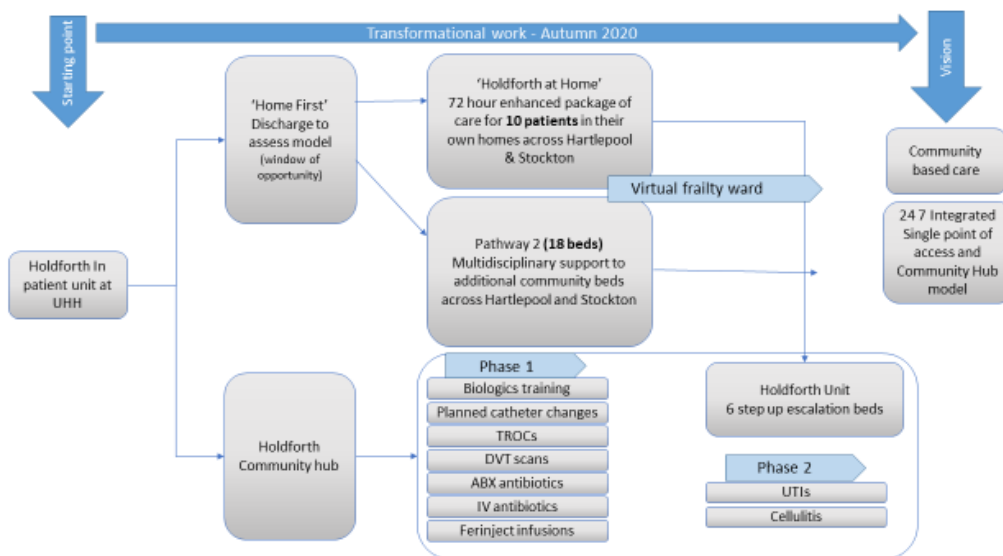 Transformational work - Autumn 2020
Starting point
Vision
'Home First'
Discharge to
assess model
(window of
opportunity)
'Holdforth at Home'
72 hour enhanced package of
care for 10 patients in their
own homes across Hartlepool
& Stockton
Virtual frailty ward
Community
based care
24 7 Integrated
Single point of
access and
Community Hub
model
Holdforth In
patient unit at
UHH
Pathway 2 (18 beds)
Multidisciplinary support to
additional community beds
across Hartlepool and Stockton
Holdforth
Community hub
Phase 1
Biologics training
Planned catheter changes
TROCs
DVT scans
ABX antibiotics
IV antibiotics
Ferinject infusions
Holdforth Unit
6 step up escalation beds
Phase 2
UTIs
Cellulitis